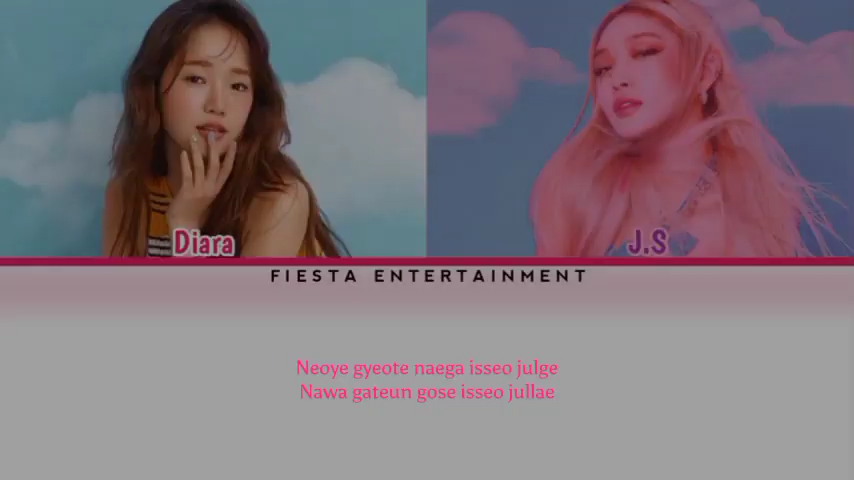 Diara
J.S
FIESTA ENTERTAINMENT
Neoye gyeote naega isseo julge
Nawa gateun gose isseo jullae